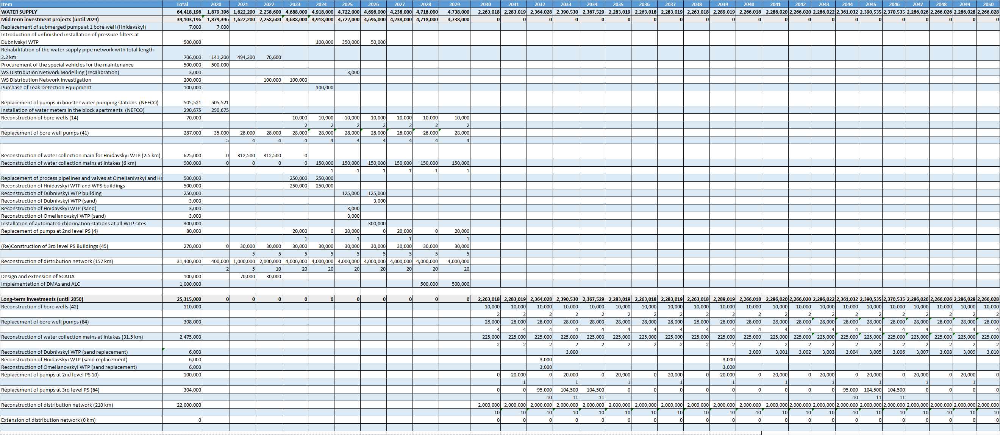 Item Total 2020 2021 2022 2023 2024 2025 2026 2027 2028 2029 2030 2031 2032 2033 2034 2035 2036 2037 2038 2039 2040 2041 2042 2043 2044 2045 2046 2047 2048 2049 2050
WATER SUPPLY 64,418,196 1,879,396 1,622,200 2,258,600 4,688,000 4,918,000 4,722,000 4,696,000 4,238,000 4,718,000 4,738,000 2,263,018 2,283,019 2,364,028 2,390,530 2,367,529 2,283,019 2,263,018 2,283,019 2,263,018 2,289,019 2,266,018 2,286,020 2,266,020 2,286,022 2,361,032 2,390,535 2,370,535 2,286,026 2,266,026 2,286,028 2,266,028
Mid term investment projects (until 2029) 39,103,196 1,879,396 1,622,200 2,258,600 4,688,000 4,918,000 4,722,000 4,696,000 4,238,000 4,718,000 4,738,000 0 0 0 0 0 0 0 0 0 0 0 0 0 0 0 0 0 0 0 0 0
Replacement of submerged pumps at 1 bore well (Hnidavskyi) 7,000 7,000
Introduction of unfinished installation of pressure filters at
Dubnivskyi WTP 500,000 100,000 350,000 50,000
Rehabilitation of the water supply pipe network with total length
2.2 km 706,000 141,200 494,200 70,600
Procurement of the special vehicles for the maintenance 500,000 500,000
WS Distribution Network Modelling (recalibration) 3,000 3,000
WS Distribution Network Investigation 200,000 100,000 100,000
Purchase of Leak Detection Equipment 100,000 100,000
Replacement of pumps in booster water pumping stations (NEFCO) 505,521 505,521
Installation of water meters in the block apartments (NEFCO) 290,675 290,675
Reconstruction of bore wells (14) 70,000 10,000 10,000 10,000 10,000 10,000 10,000 10,000
2 2 2 2 2 2 2
Replacement of bore well pumps (41) 287,000 35,000 28,000 28,000 28,000 28,000 28,000 28,000 28,000 28,000 28,000
5 4 4 4 4 4 4 4 4 4
Reconstruction of water collection main for Hnidavskyi WTP (2.5 km) 625,000 0 312,500 312,500 0
Reconstruction of water collection mains at intakes (6 km) 900,000 0 0 0 0 150,000 150,000 150,000 150,000 150,000 150,000
1 1 1 1 1 1
Replacement of process pipelines and valves at Omelianivskyi and Hr 500,000 250,000 250,000
Reconstruction of Hnidavskyi WTP and WPS buildings 500,000 250,000 250,000
Reconstruction of Dubnivskyi WTP building 250,000 125,000 125,000
Reconstruction of Dubnivskyi WTP (sand) 3,000 3,000
Reconstruction of Hnidavskyi WTP (sand) 3,000 3,000
Reconstruction of Omelianovskyi WTP (sand) 3,000 3,000
Installation of automated chlorination stations at all WTP sites 300,000 300,000
Replacement of pumps at 2nd level PS (4) 80,000 20,000 0 20,000 0 20,000 0 20,000
1 1 1 1
(Re)Construction of 3rd level PS Buildings (45) 270,000 0 30,000 30,000 30,000 30,000 30,000 30,000 30,000 30,000 30,000
5 5 5 5 5 5 5 5 5
Reconstruction of distribution network (157 km) 31,400,000 400,000 1,000,000 2,000,000 4,000,000 4,000,000 4,000,000 4,000,000 4,000,000 4,000,000 4,000,000
2 5 10 20 20 20 20 20 20 20
Design and extension of SCADA 100,000 70,000 30,000
Implementation of DMAs and ALC 1,000,000 500,000 500,000
Long-term investments (until 2050) 25,315,000 0 0 0 0 0 0 0 0 0 0 2,263,018 2,283,019 2,364,028 2,390,530 2,367,529 2,283,019 2,263,018 2,283,019 2,263,018 2,289,019 2,266,018 2,286,020 2,266,020 2,286,022 2,361,032 2,390,535 2,370,535 2,286,026 2,266,026 2,286,028 2,266,028
Reconstruction of bore wells (42) 110,000 10,000 10,000 10,000 10,000 10,000 10,000 10,000 10,000 10,000 10,000 10,000 10,000 10,000 10,000 10,000 10,000 10,000 10,000 10,000 10,000 10,000
2 2 2 2 2 2 2 2 2 2 2 2 2 2 2 2 2 2 2 2 2
Replacement of bore well pumps (84) 308,000 28,000 28,000 28,000 28,000 28,000 28,000 28,000 28,000 28,000 28,000 28,000 28,000 28,000 28,000 28,000 28,000 28,000 28,000 28,000 28,000 28,000
4 4 4 4 4 4 4 4 4 4 4 4 4 4 4 4 4 4 4 4 4
Reconstruction of water collection mains at intakes (31.5 km) 2,475,000 225,000 225,000 225,000 225,000 225,000 225,000 225,000 225,000 225,000 225,000 225,000 225,000 225,000 225,000 225,000 225,000 225,000 225,000 225,000 225,000 225,000
2 2 2 2 2 2 2 2 2 2 2 2 2 2 2 2 2 2 2 2 2
Reconstruction of Dubnivskyi WTP (sand replacement) 6,000 3,000 3,000 3,001 3,002 3,003 3,004 3,005 3,006 3,007 3,008 3,009 3,010
Reconstruction of Hnidavskyi WTP (sand replacement) 6,000 3,000 3,000
Reconstruction of Omelianovskyi WTP (sand replacement) 6,000 3,000 3,000
Replacement of pumps at 2nd level PS 10) 100,000 0 20,000 0 20,000 0 20,000 0 20,000 0 20,000 0 20,000 0 20,000 0 20,000 0 20,000 0 20,000 0
1 1 1 1 1 1 1 1 1 1
Replacement of pumps at 3rd level PS (64) 304,000 0 0 95,000 104,500 104,500 0 0 0 0 0 0 0 0 0 95,000 104,500 104,500 0 0 0 0
10 11 11 10 11 11
Reconstruction of distribution network (210 km) 22,000,000 2,000,000 2,000,000 2,000,000 2,000,000 2,000,000 2,000,000 2,000,000 2,000,000 2,000,000 2,000,000 2,000,000 2,000,000 2,000,000 2,000,000 2,000,000 2,000,000 2,000,000 2,000,000 2,000,000 2,000,000 2,000,000
10 10 10 10 10 10 10 10 10 10 10 10 10 10 10 10 10 10 10 10 10
Extension of distribution network (0 km) 0 0 0 0 0 0 0 0 0 0 0 0 0 0 0 0 0 0 0 0 0 0